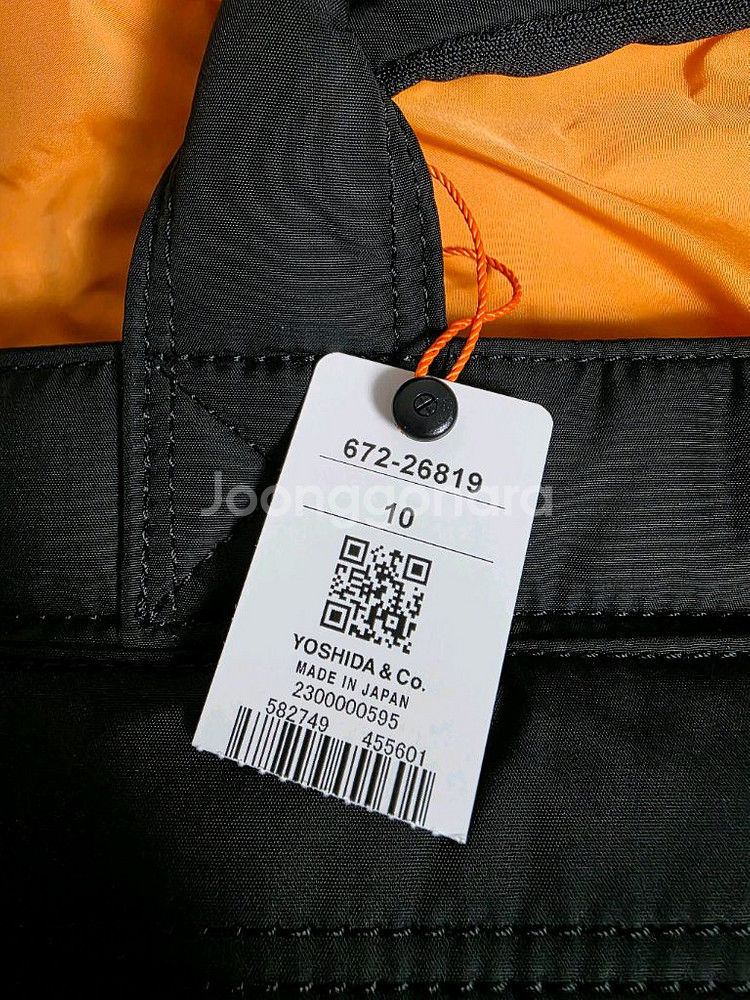 672-26819
Joonggonara
10
YOSHIDA & Co.
MADE IN JAPAN
2300000595
582749 455601